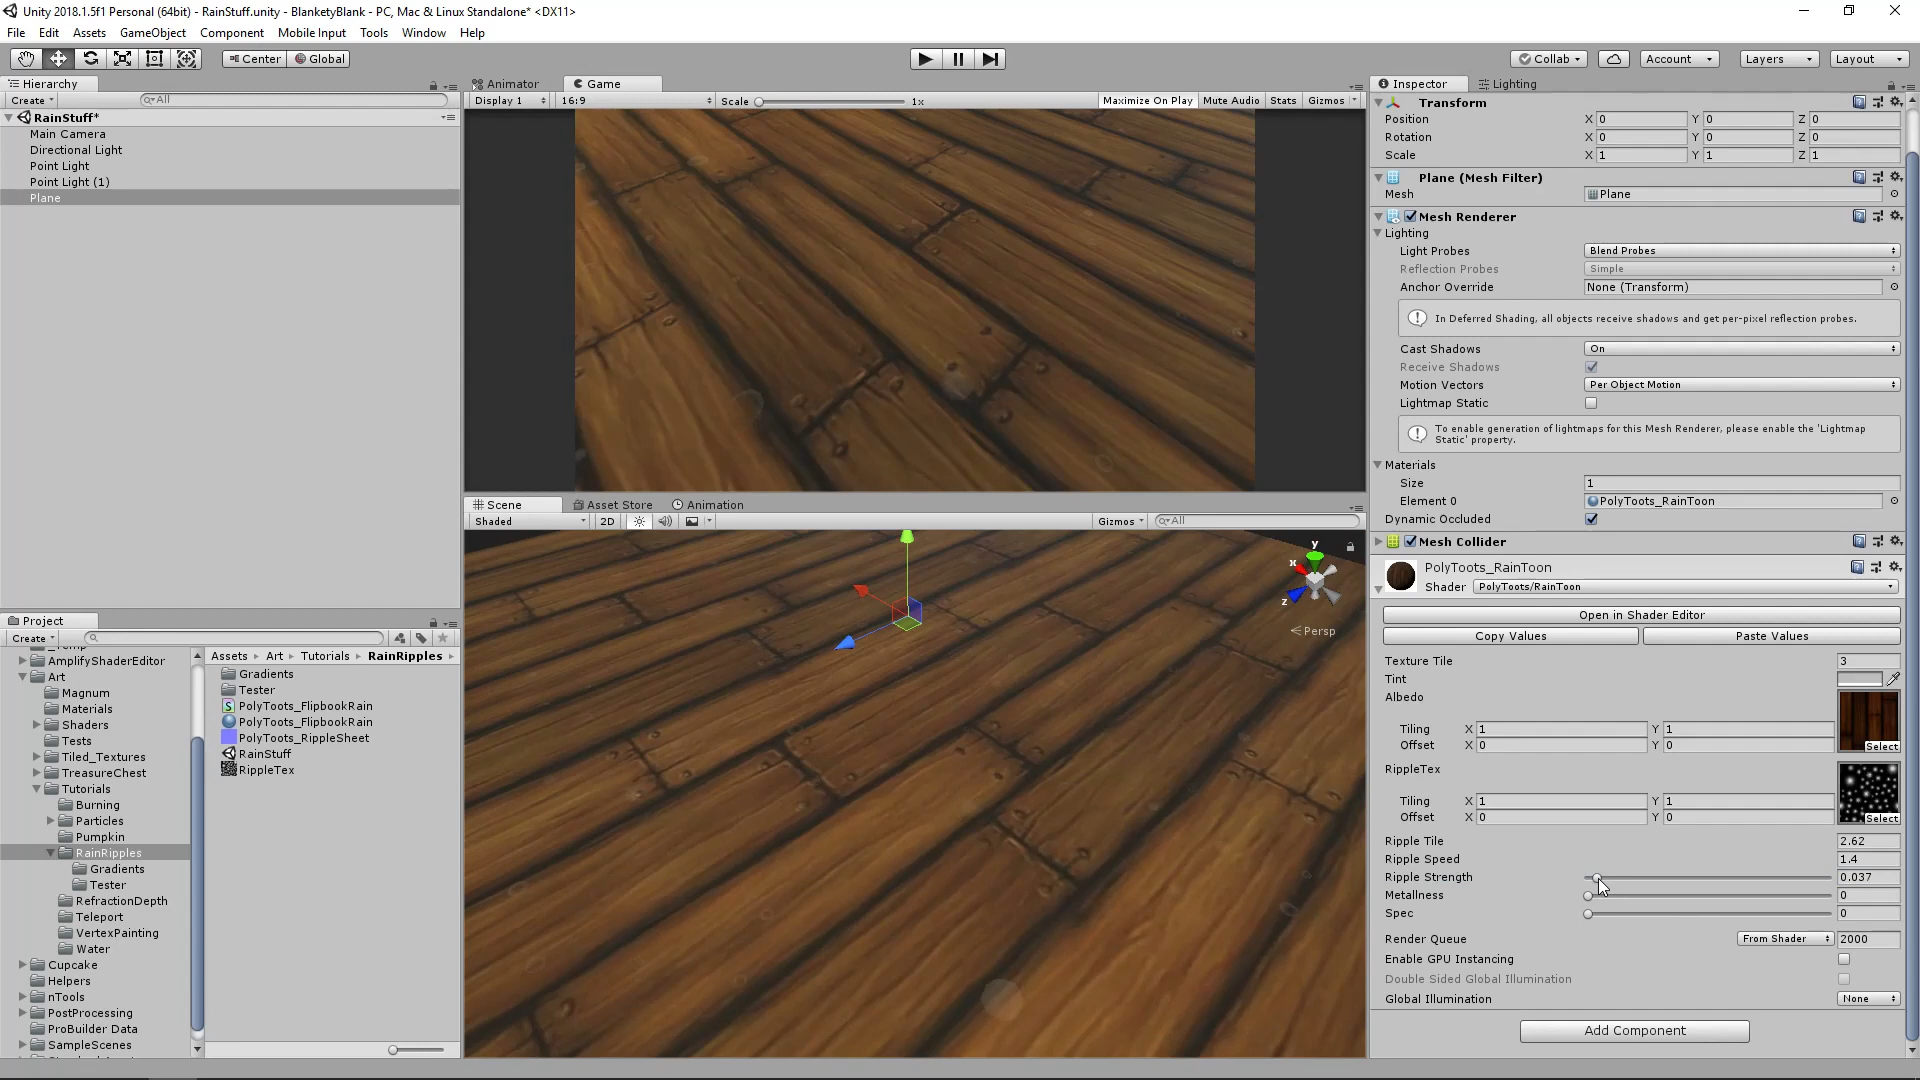 Unity 2018.1.5f1 Personal (64bit) - RainStuff.unity - BlanketyBlank - PC, Mac & Linux Standalone* <DX11>
File Edit Assets GameObject Component Mobile Input Tools Window Help
Center Global Collab Account Layers Layout
Hierarchy
Create All
RainStuff*
Main Camera
Directional Light
Point Light
Point Light (1)
Plane
Animator Game
Display 1 16:9 Scale 1x Maximize On Play Mute Audio Stats Gizmos
Scene Asset Store Animation
Shaded 2D Gizmos All
y
x
z
Persp
Project
Create
AmplifyShaderEditor
Art
Magnum
Materials
Shaders
Tests
Tiled_Textures
TreasureChest
Tutorials
Burning
Particles
Pumpkin
RainRipples
Gradients
Tester
RefractionDepth
Teleport
VertexPainting
Water
Cupcake
Helpers
nTools
PostProcessing
ProBuilder Data
SampleScenes
Assets Art Tutorials RainRipples
Gradients
Tester
PolyToots_FlipbookRain
PolyToots_FlipbookRain
PolyToots_RippleSheet
RainStuff
RippleTex
Inspector Lighting
Transform
Position X 0 Y 0 Z 0
Rotation X 0 Y 0 Z 0
Scale X 1 Y 1 Z 1
Plane (Mesh Filter)
Mesh Plane
Mesh Renderer
Lighting
Light Probes Blend Probes
Reflection Probes Simple
Anchor Override None (Transform)
In Deferred Shading, all objects receive shadows and get per-pixel reflection probes.
Cast Shadows On
Receive Shadows
Motion Vectors Per Object Motion
Lightmap Static
To enable generation of lightmaps for this Mesh Renderer, please enable the 'Lightmap
Static' property.
Materials
Size 1
Element 0 PolyToots_RainToon
Dynamic Occluded
Mesh Collider
PolyToots_RainToon
Shader PolyToots/RainToon
Open in Shader Editor
Copy Values Paste Values
Texture Tile 3
Tint
Albedo
Tiling X 1 Y 1
Offset X 0 Y 0 Select
RippleTex
Tiling X 1 Y 1
Offset X 0 Y 0 Select
Ripple Tile 2.62
Ripple Speed 1.4
Ripple Strength 0.037
Metallness 0
Spec 0
Render Queue From Shader 2000
Enable GPU Instancing
Double Sided Global Illumination
Global Illumination None
Add Component